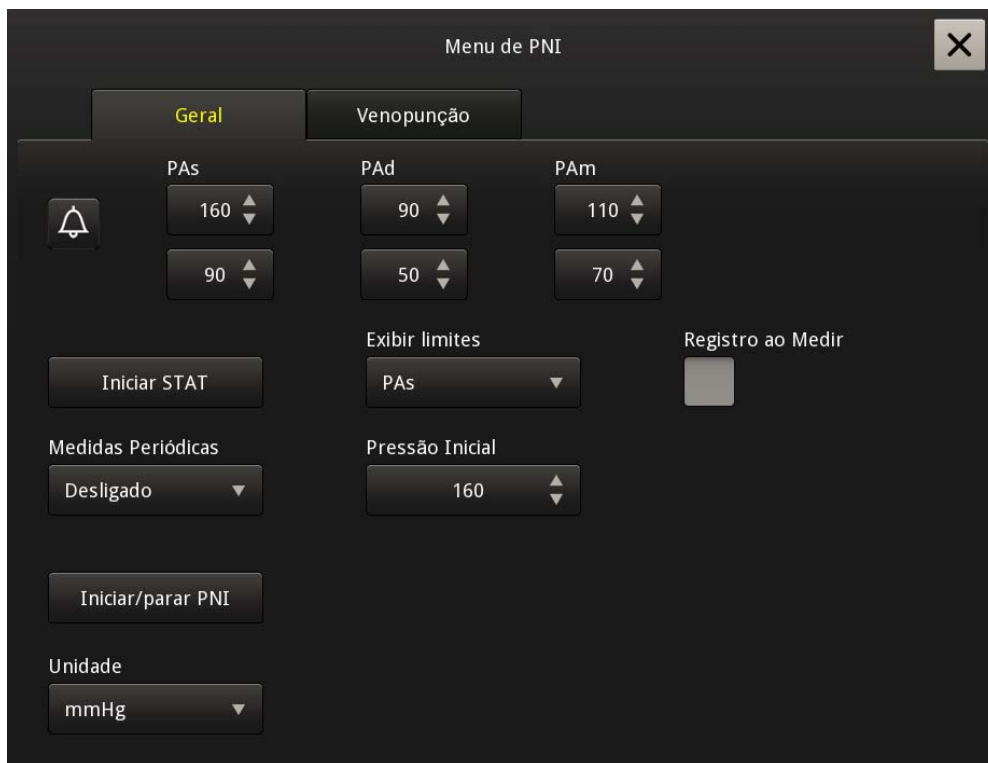 Menu de PNI
Geral Venopunção
PAs PAd PAm
160 90 110
90 50 70
Exibir limites Registro ao Medir
Iniciar STAT PAs
Medidas Periódicas Pressão Inicial
Desligado 160
Iniciar/parar PNI
Unidade
mmHg